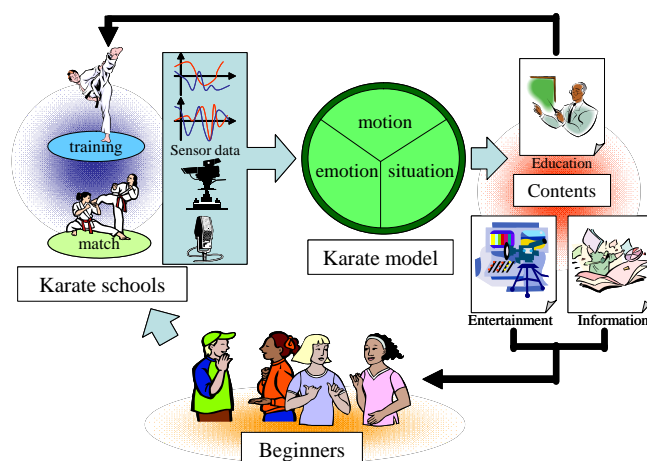 training
match
Karate schools
Sensor data
motion
emotion
situation
Karate model
Education
Contents
Entertainment
Information
Beginners